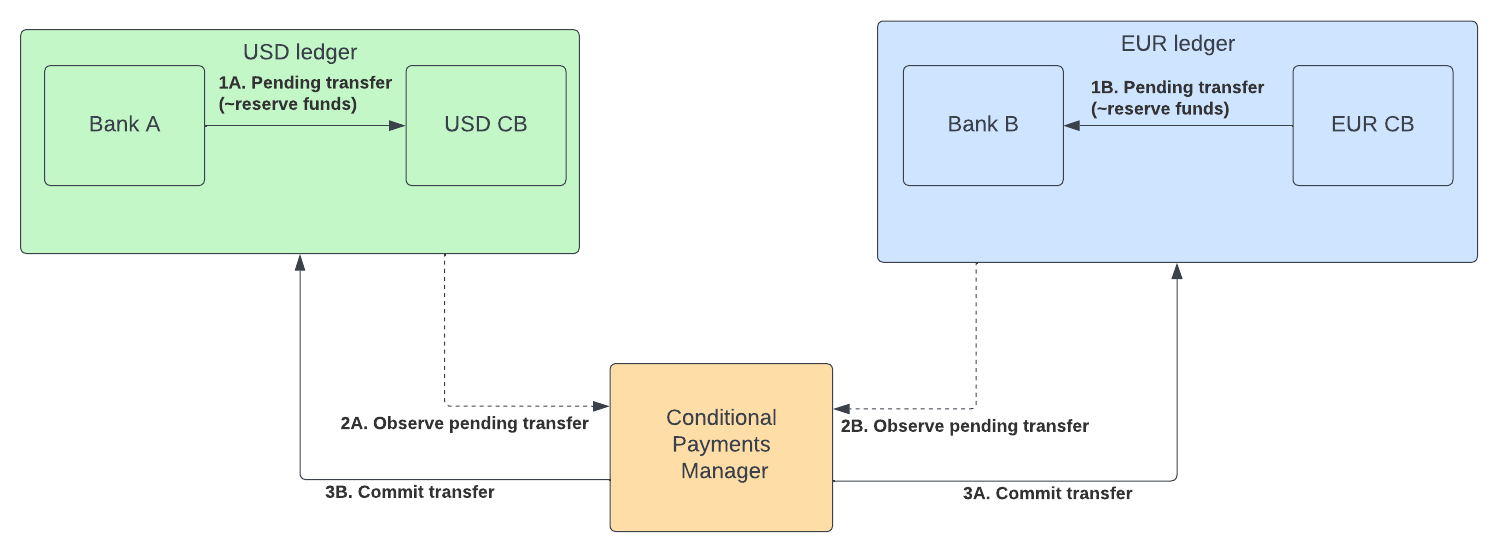 USD ledger
1A. Pending transfer
(~reserve funds)
Bank A
USD CB
EUR ledger
1B. Pending transfer
(~reserve funds)
Bank B
EUR CB
2A. Observe pending transfer
Conditional
Payments
Manager
2B. Observe pending transfer
3B. Commit transfer
3A. Commit transfer